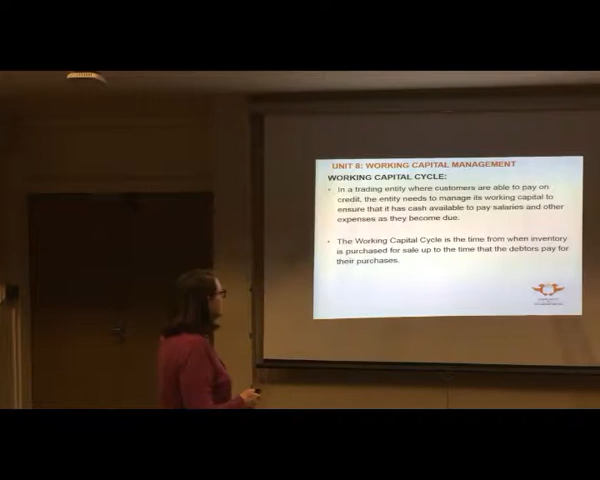 UNIT 8: WORKING CAPITAL MANAGEMENT
WORKING CAPITAL CYCLE:
• In a trading entity where customers are able to pay on
credit, the entity needs to manage its working capital to
ensure that it has cash available to pay salaries and other
expenses as they become due.
• The Working Capital Cycle is the time from when inventory
is purchased for sale up to the time that the debtors pay for
their purchases.